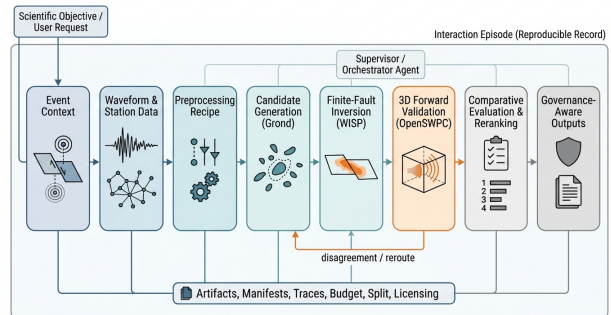 Scientific Objective /
User Request
Interaction Episode (Reproducible Record)
Supervisor /
Orchestrator Agent
Event
Context
Waveform &
Station Data
Preprocessing
Recipe
Candidate
Generation
(Grond)
Finite-Fault
Inversion
(WISP)
3D Forward
Validation
(OpenSWPC)
Comparative
Evaluation &
Reranking
1
2
3
4
Governance-
Aware
Outputs
disagreement / reroute
Artifacts, Manifests, Traces, Budget, Split, Licensing